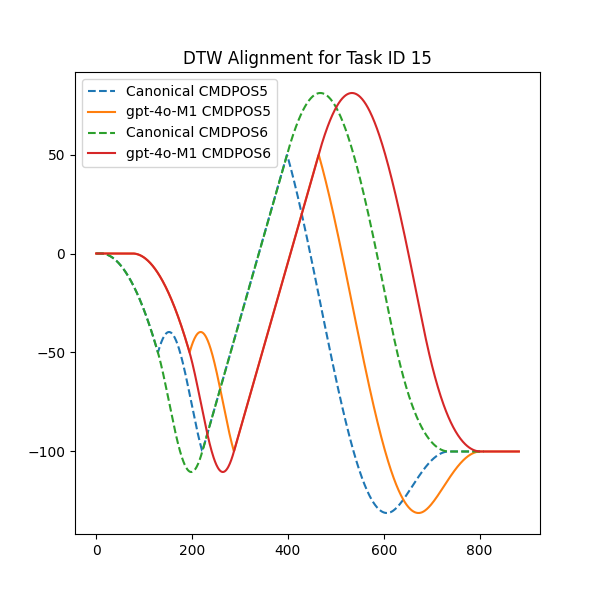 DTW Alignment for Task ID 15
Canonical CMDPOS5
gpt-4o-M1 CMDPOS5
Canonical CMDPOS6
gpt-4o-M1 CMDPOS6
50
0
−50
−100
0 200 400 600 800